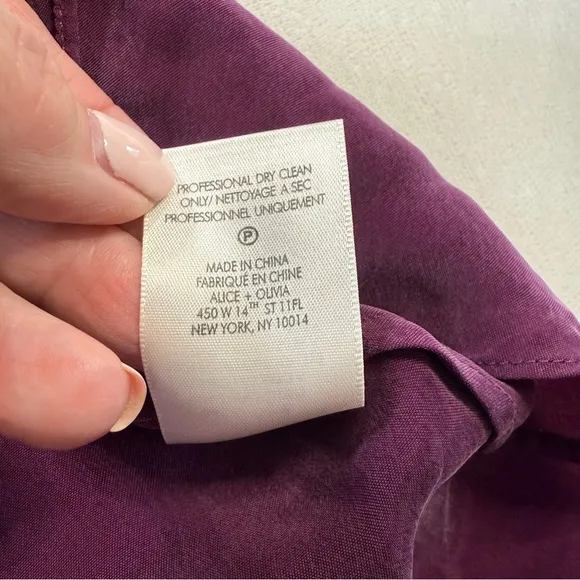 PROFESSIONAL DRY CLEAN
ONLY/ NETTOYAGE A SEC
PROFESSIONNEL UNIQUEMENT
P
MADE IN CHINA
FABRIQUÉ EN CHINE
ALICE + OLIVIA
450 W 14TH ST 11FL
NEW YORK, NY 10014